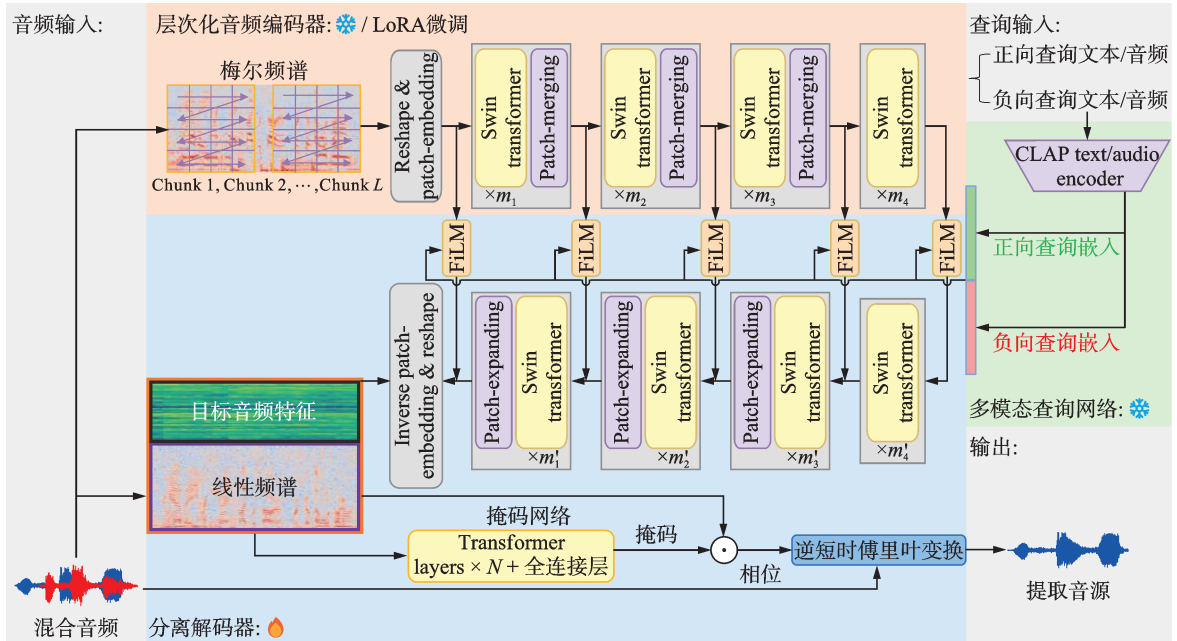 音频输入:
层次化音频编码器: / LoRA微调
查询输入:
正向查询文本/音频
负向查询文本/音频
梅尔频谱
Chunk 1, Chunk 2, ···, Chunk L
Reshape &
patch-embedding
Swin
transformer
Patch-merging
×m₁
Swin
transformer
Patch-merging
×m₂
Swin
transformer
Patch-merging
×m₃
Swin
transformer
×m₄
CLAP text/audio
encoder
FiLM
FiLM
FiLM
FiLM
FiLM
正向查询嵌入
负向查询嵌入
多模态查询网络:
Inverse patch-
embedding & reshape
Patch-expanding
Swin
transformer
×m′₁
Patch-expanding
Swin
transformer
×m′₂
Patch-expanding
Swin
transformer
×m′₃
Swin
transformer
×m′₄
目标音频特征
线性频谱
输出:
掩码网络
Transformer
layers × N + 全连接层
掩码
相位
逆短时傅里叶变换
提取音源
混合音频
分离解码器: